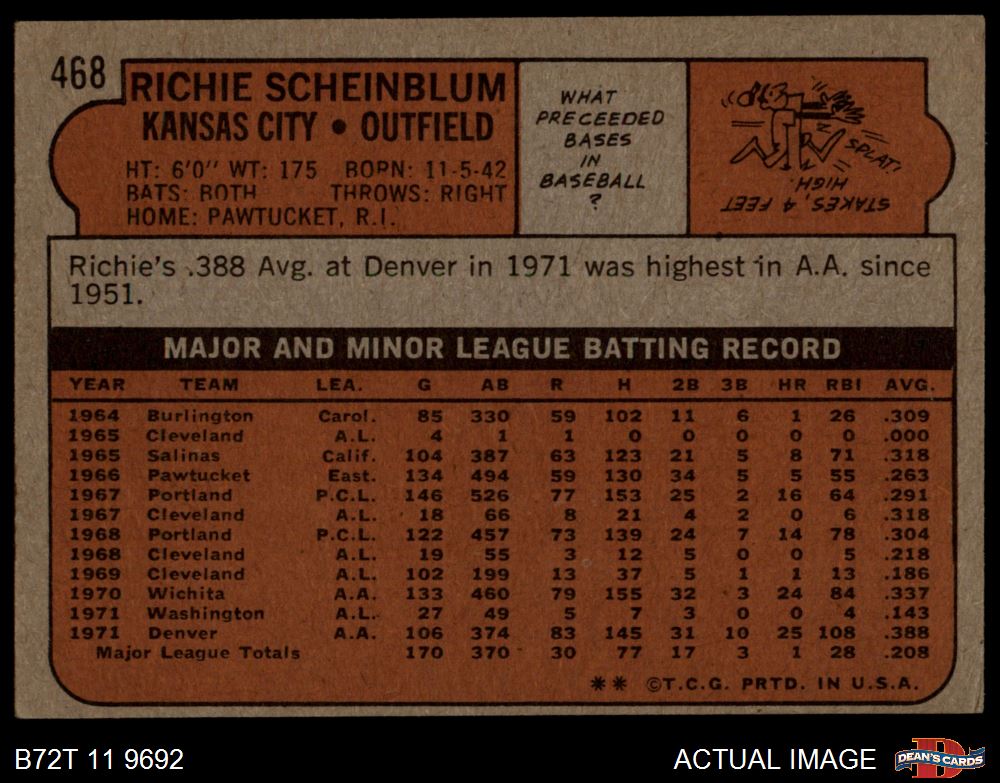 468
RICHIE SCHEINBLUM
KANSAS CITY • OUTFIELD
HT: 6'0" WT: 175 BORN: 11-5-42
BATS: BOTH THROWS: RIGHT
HOME: PAWTUCKET, R.I.
WHAT
PRECEEDED
BASES
IN
BASEBALL
?
SPLAT!
STAKES, 4 FEET
HIGH.
Richie's .388 Avg. at Denver in 1971 was highest in A.A. since
1951.
MAJOR AND MINOR LEAGUE BATTING RECORD
YEAR TEAM LEA. G AB R H 2B 3B HR RBI AVG.
1964 Burlington Carol. 85 330 59 102 11 6 1 26 .309
1965 Cleveland A.L. 4 1 1 0 0 0 0 0 .000
1965 Salinas Calif. 104 387 63 123 21 5 8 71 .318
1966 Pawtucket East. 134 494 59 130 34 5 5 55 .263
1967 Portland P.C.L. 146 526 77 153 25 2 16 64 .291
1967 Cleveland A.L. 18 66 8 21 4 2 0 6 .318
1968 Portland P.C.L. 122 457 73 139 24 7 14 78 .304
1968 Cleveland A.L. 19 55 3 12 5 0 0 5 .218
1969 Cleveland A.L. 102 199 13 37 5 1 1 13 .186
1970 Wichita A.A. 133 460 79 155 32 3 24 84 .337
1971 Washington A.L. 27 49 5 7 3 0 0 4 .143
1971 Denver A.A. 106 374 83 145 31 10 25 108 .388
Major League Totals 170 370 30 77 17 3 1 28 .208
** ©T.C.G. PRTD. IN U.S.A.
B72T 11 9692
ACTUAL IMAGE
D
DEAN'S CARDS